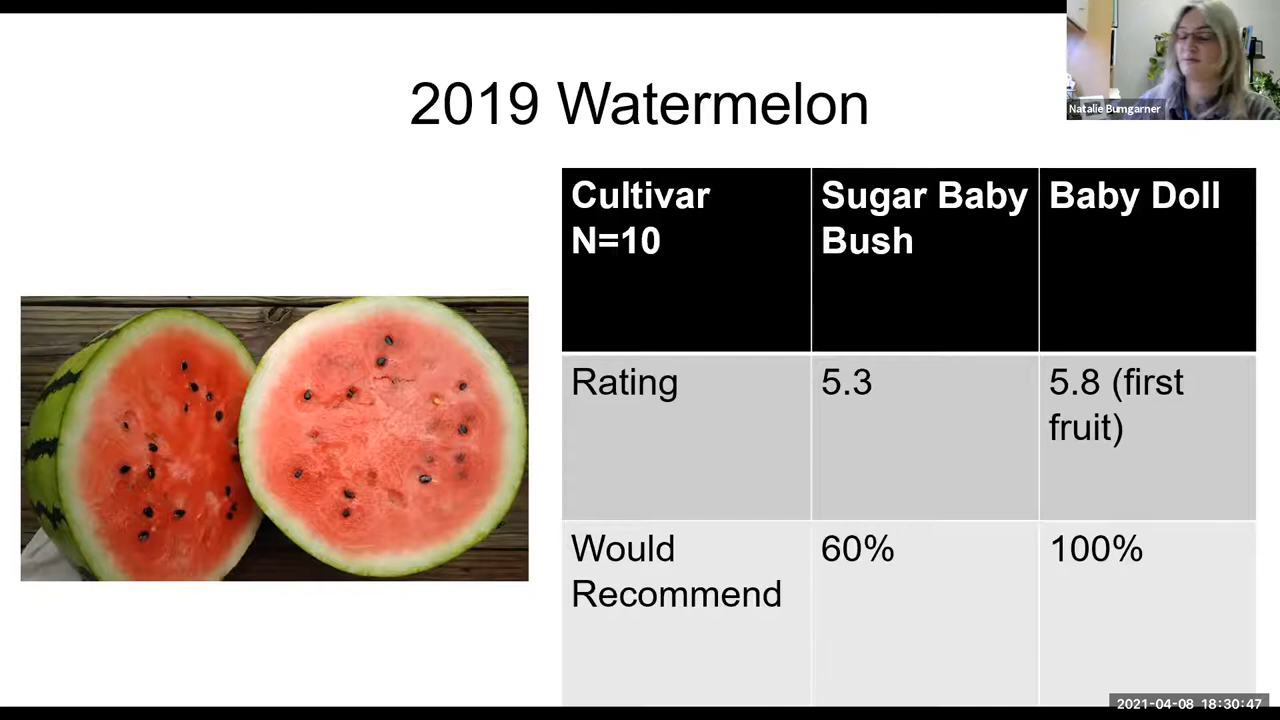 2019 Watermelon
Natalie Bumgarner
Cultivar
N=10
Sugar Baby
Bush
Baby Doll
Rating
5.3
5.8 (first
fruit)
Would
Recommend
60%
100%
2021-04-08 18:30:47